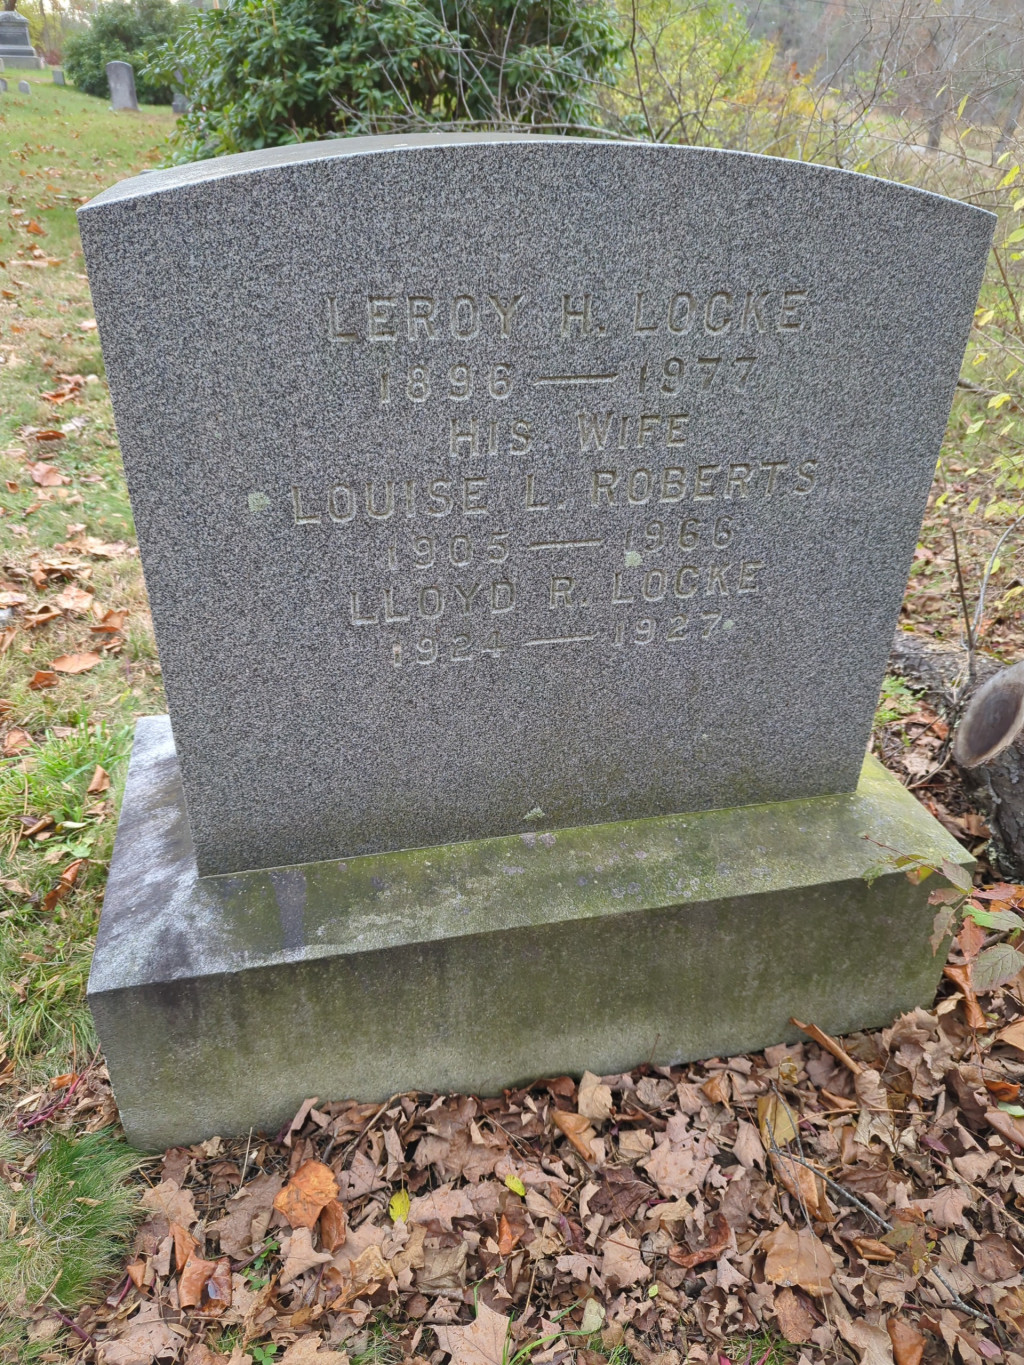 LEROY H. LOCKE
1896 — 1977
HIS WIFE
LOUISE L. ROBERTS
1905 — 1966
LLOYD R. LOCKE
1924 — 1927